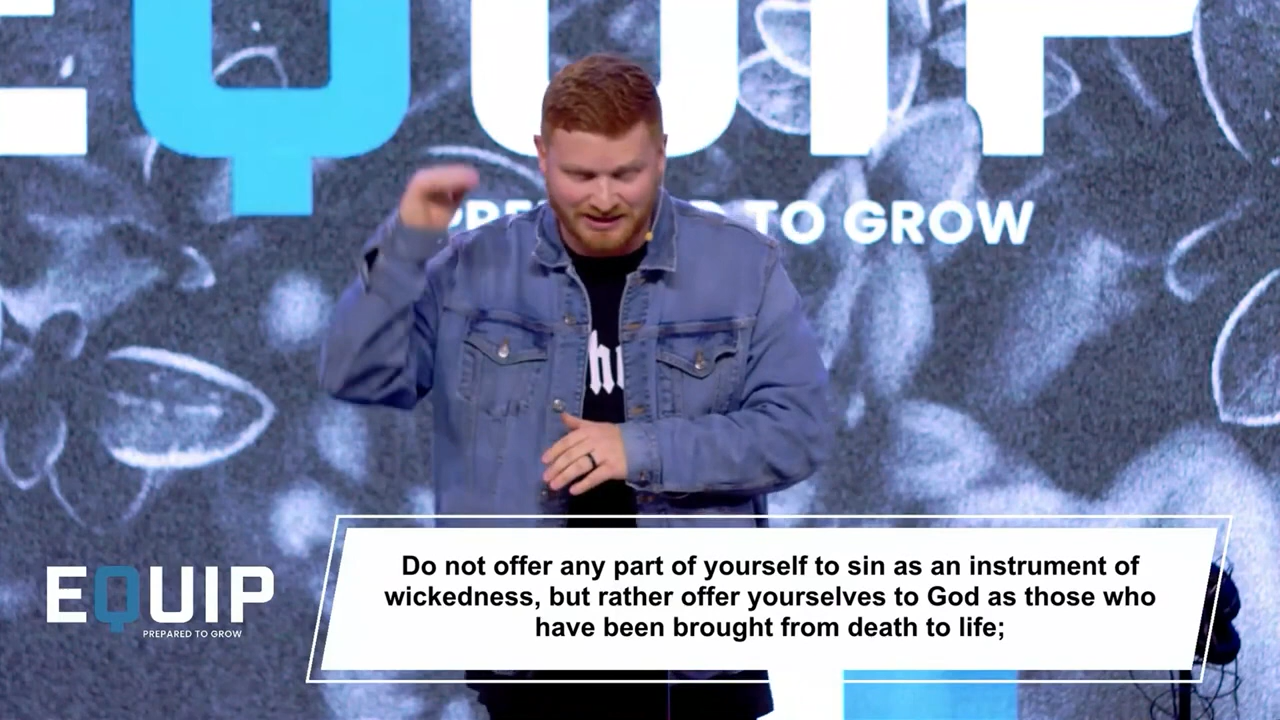 EQUIP
TO GROW
EQUIP
PREPARED TO GROW
Do not offer any part of yourself to sin as an instrument of
wickedness, but rather offer yourselves to God as those who
have been brought from death to life;